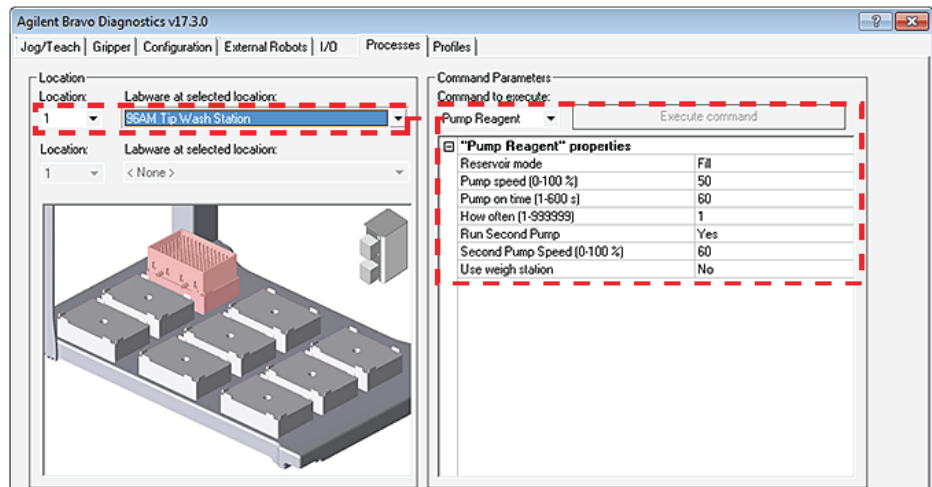 Agilent Bravo Diagnostics v17.3.0
Jog/Teach Gripper Configuration External Robots I/O Processes Profiles
Location
Location: Labware at selected location:
1 96AM Tip Wash Station
Location: Labware at selected location:
1 < None >
Command Parameters
Command to execute:
Pump Reagent Execute command
"Pump Reagent" properties
Reservoir mode Fill
Pump speed (0-100 %) 50
Pump on time (1-600 s) 60
How often (1-999999) 1
Run Second Pump Yes
Second Pump Speed (0-100 %) 60
Use weigh station No